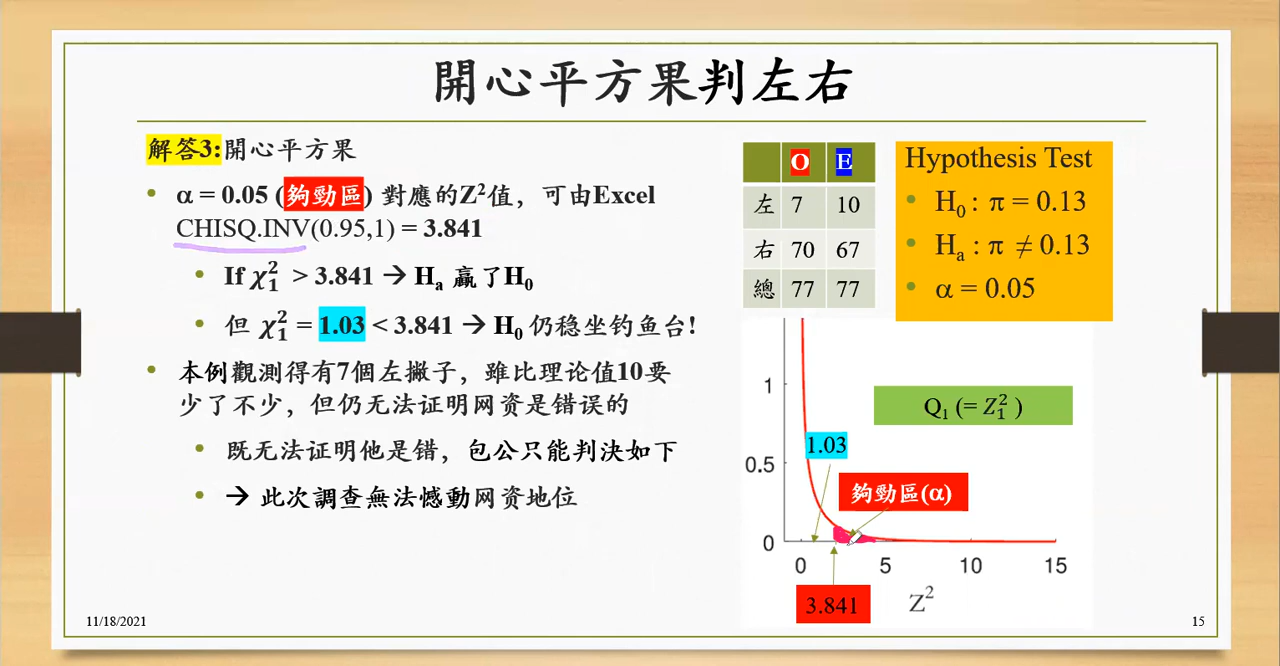 開心平方果判左右
解答3:開心平方果
• α = 0.05 (夠勁區) 對應的Z²值，可由Excel
CHISQ.INV(0.95,1) = 3.841
• If χ₁² > 3.841 → Hₐ 贏了H₀
• 但 χ₁² = 1.03 < 3.841 → H₀ 仍稳坐钓鱼台!
• 本例觀測得有7個左撇子，雖比理论值10要
少了不少，但仍无法证明网资是错误的
• 既无法证明他是错，包公只能判決如下
• → 此次調查無法憾動网资地位
O E
左 7 10
右 70 67
總 77 77
Hypothesis Test
• H₀ : π = 0.13
• Hₐ : π ≠ 0.13
• α = 0.05
Q₁ (= Z₁² )
1
0.5
0
1.03
夠勁區(α)
0 5 10 15
3.841
Z²
11/18/2021
15